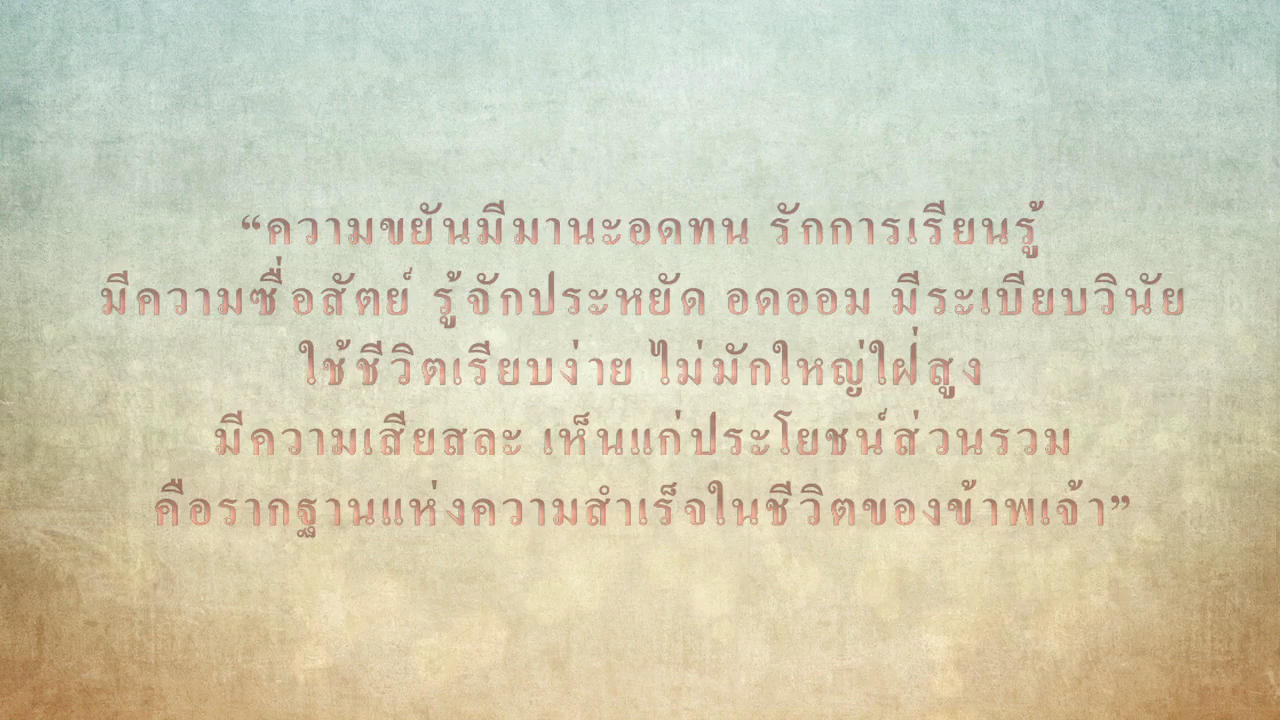 “ความขยันมีมานะอดทน รักการเรียนรู้
มีความซื่อสัตย์ รู้จักประหยัด อดออม มีระเบียบวินัย
ใช้ชีวิตเรียบง่าย ไม่มักใหญ่ใฝ่สูง
มีความเสียสละ เห็นแก่ประโยชน์ส่วนรวม
คือรากฐานแห่งความสำเร็จในชีวิตของข้าพเจ้า”